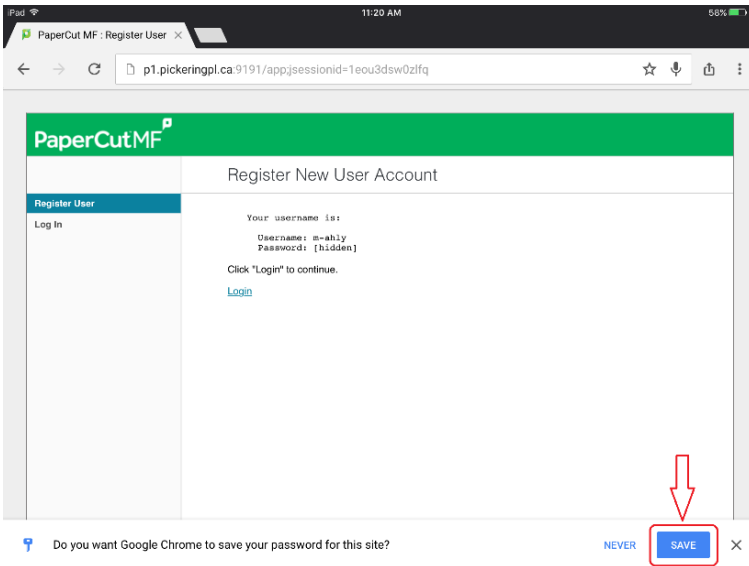 iPad 11:20 AM 58%
PaperCut MF : Register User
p1.pickeringpl.ca:9191/app;jsessionid=1eou3dsw0zlfq
PaperCutMF
Register New User Account
Register User
Log In
Your username is:
Username: m-ahly
Password: [hidden]
Click "Login" to continue.
Login
Do you want Google Chrome to save your password for this site? NEVER SAVE